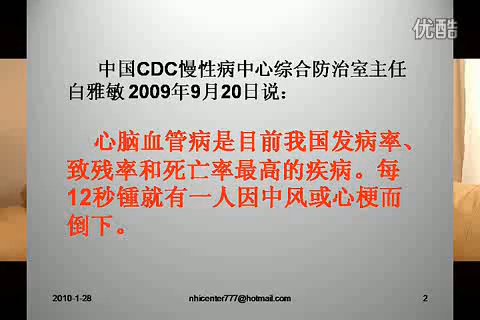 优酷
中国CDC慢性病中心综合防治室主任
白雅敏 2009年9月20日说：
心脑血管病是目前我国发病率、
致残率和死亡率最高的疾病。每
12秒锺就有一人因中风或心梗而
倒下。
2010-1-28
nhicenter777@hotmail.com
2